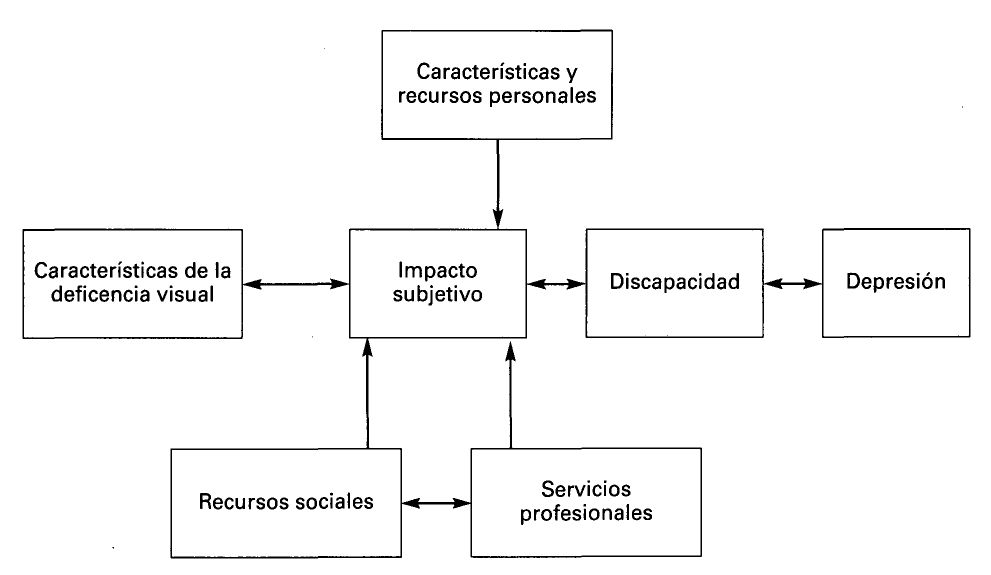 Características y
recursos personales
Características de la
deficencia visual
Impacto
subjetivo
Discapacidad
Depresión
Recursos sociales
Servicios
profesionales